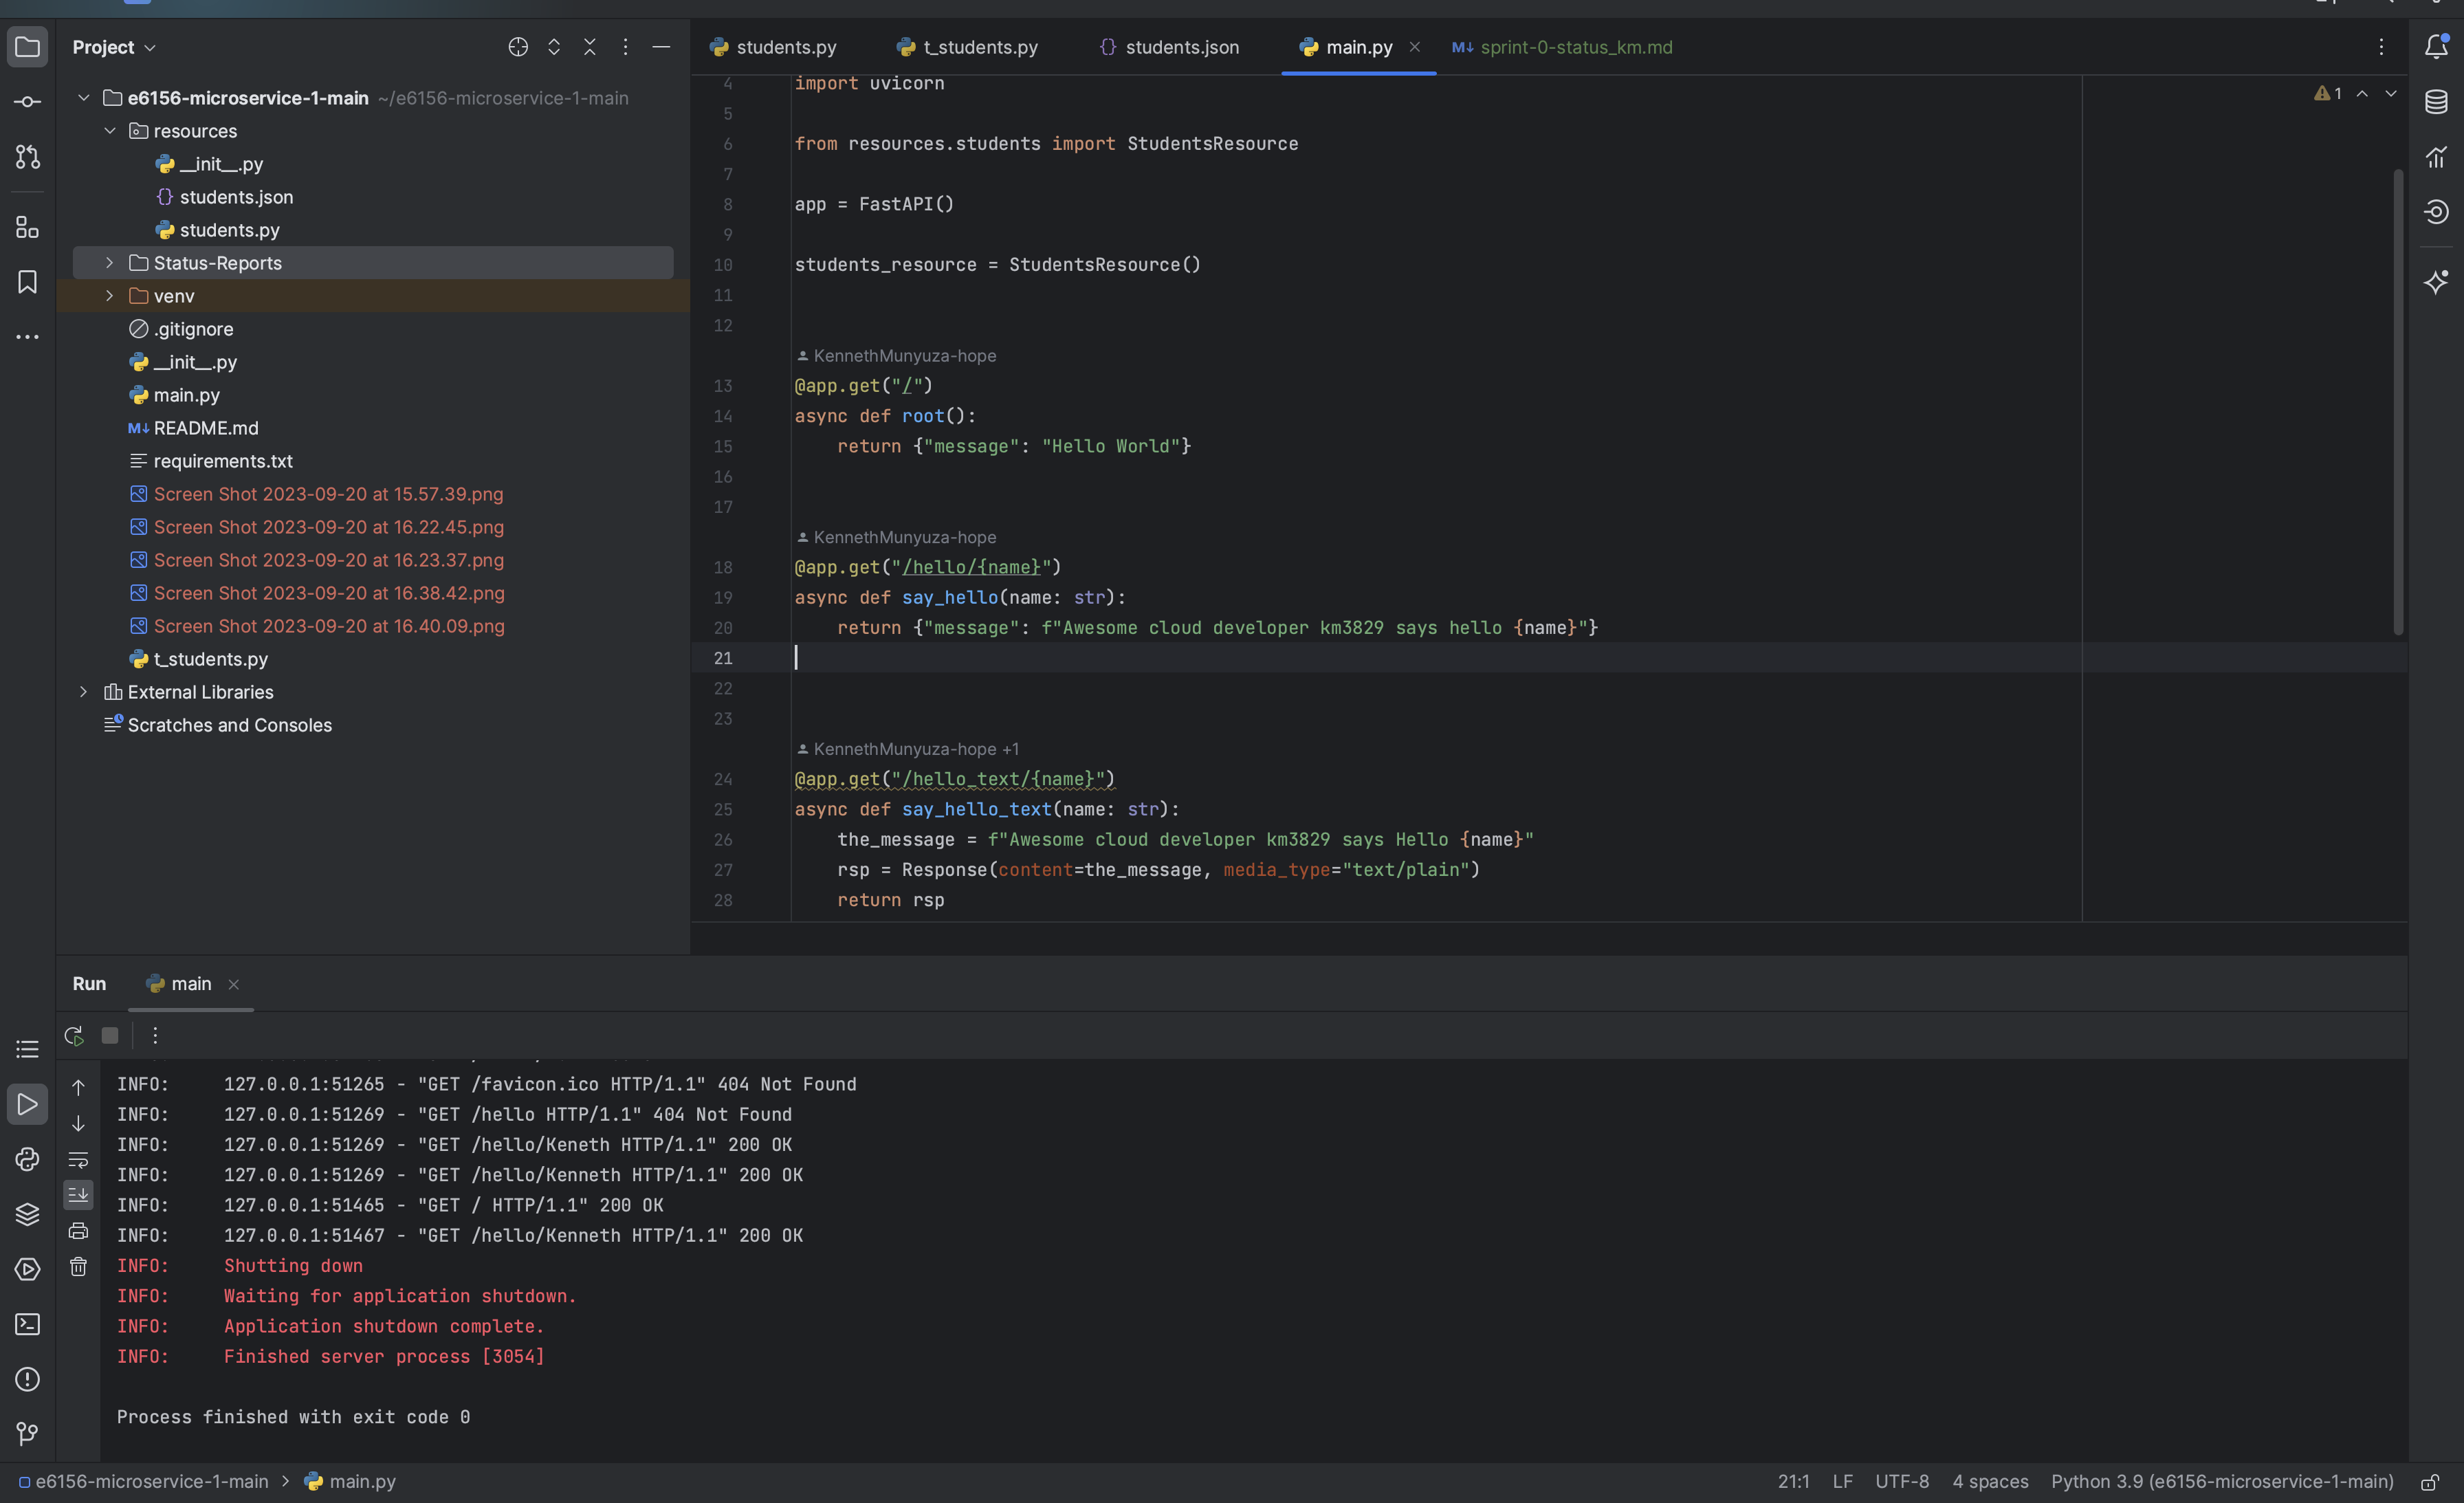 Project
e6156-microservice-1-main ~/e6156-microservice-1-main
resources
__init__.py
students.json
students.py
Status-Reports
venv
.gitignore
__init__.py
main.py
README.md
requirements.txt
Screen Shot 2023-09-20 at 15.57.39.png
Screen Shot 2023-09-20 at 16.22.45.png
Screen Shot 2023-09-20 at 16.23.37.png
Screen Shot 2023-09-20 at 16.38.42.png
Screen Shot 2023-09-20 at 16.40.09.png
t_students.py
External Libraries
Scratches and Consoles
students.py t_students.py {} students.json main.py M↓ sprint-0-status_km.md
1
4 import uvicorn
5
6 from resources.students import StudentsResource
7
8 app = FastAPI()
9
10 students_resource = StudentsResource()
11
12
KennethMunyuza-hope
13 @app.get("/")
14 async def root():
15     return {"message": "Hello World"}
16
17
KennethMunyuza-hope
18 @app.get("/hello/{name}")
19 async def say_hello(name: str):
20     return {"message": f"Awesome cloud developer km3829 says hello {name}"}
21
22
23
KennethMunyuza-hope +1
24 @app.get("/hello_text/{name}")
25 async def say_hello_text(name: str):
26     the_message = f"Awesome cloud developer km3829 says Hello {name}"
27     rsp = Response(content=the_message, media_type="text/plain")
28     return rsp
Run main
INFO:     127.0.0.1:51265 - "GET /favicon.ico HTTP/1.1" 404 Not Found
INFO:     127.0.0.1:51269 - "GET /hello HTTP/1.1" 404 Not Found
INFO:     127.0.0.1:51269 - "GET /hello/Keneth HTTP/1.1" 200 OK
INFO:     127.0.0.1:51269 - "GET /hello/Kenneth HTTP/1.1" 200 OK
INFO:     127.0.0.1:51465 - "GET / HTTP/1.1" 200 OK
INFO:     127.0.0.1:51467 - "GET /hello/Kenneth HTTP/1.1" 200 OK
INFO:     Shutting down
INFO:     Waiting for application shutdown.
INFO:     Application shutdown complete.
INFO:     Finished server process [3054]
Process finished with exit code 0
e6156-microservice-1-main > main.py 21:1 LF UTF-8 4 spaces Python 3.9 (e6156-microservice-1-main)